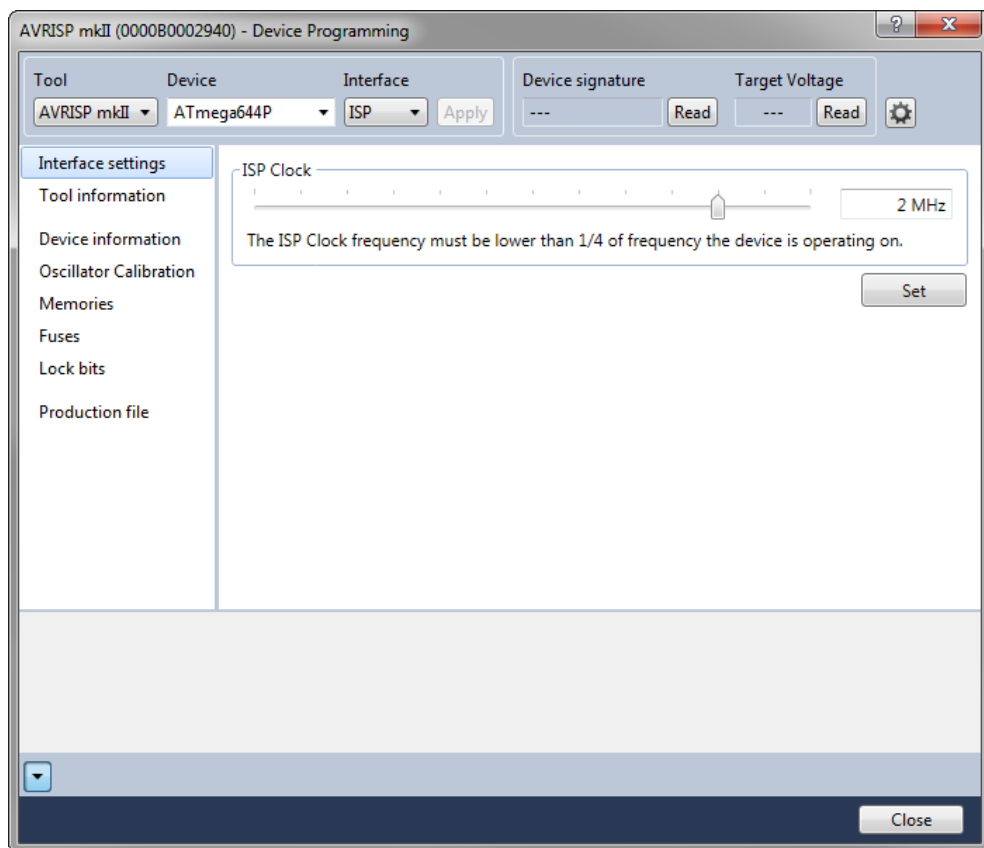 AVRISP mkII (0000B0002940) - Device Programming
Tool Device Interface Device signature Target Voltage
AVRISP mkII ATmega644P ISP Apply --- Read --- Read
Interface settings
Tool information
Device information
Oscillator Calibration
Memories
Fuses
Lock bits
Production file
ISP Clock
2 MHz
The ISP Clock frequency must be lower than 1/4 of frequency the device is operating on.
Set
Close